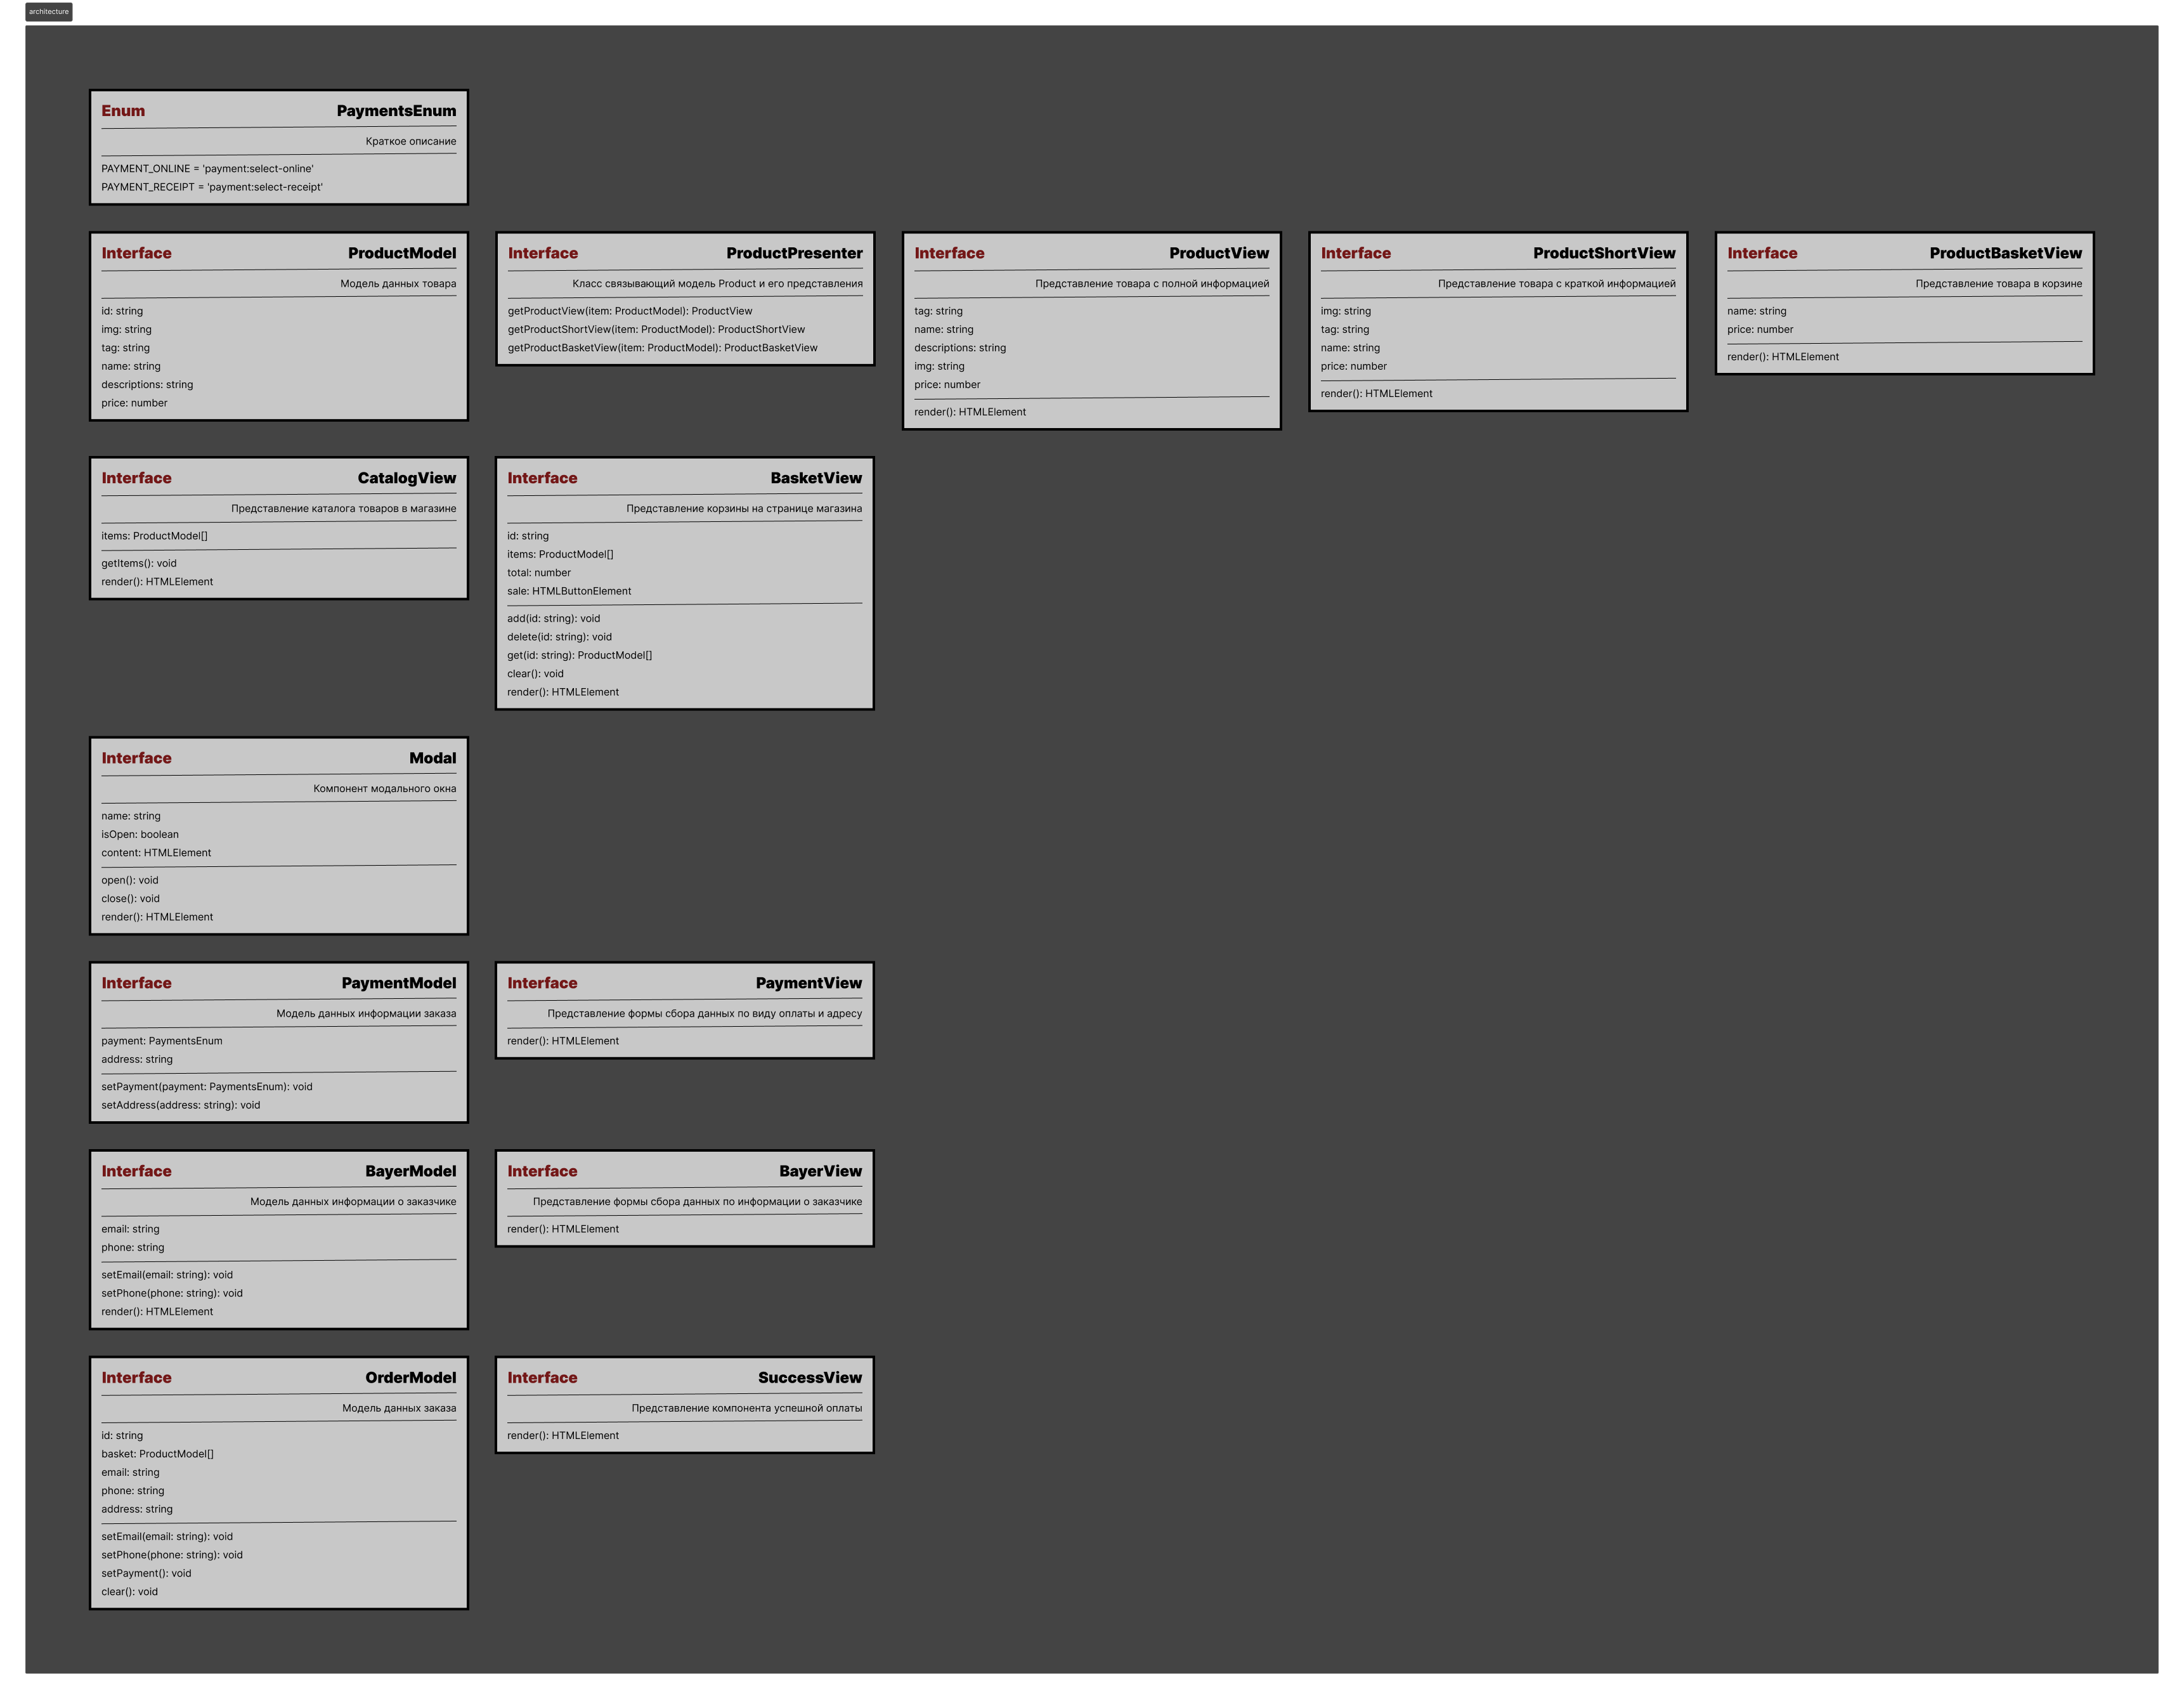 architecture
Enum PaymentsEnum
Краткое описание
PAYMENT_ONLINE = 'payment:select-online'
PAYMENT_RECEIPT = 'payment:select-receipt'
Interface ProductModel
Модель данных товара
id: string
img: string
tag: string
name: string
descriptions: string
price: number
Interface ProductPresenter
Класс связывающий модель Product и его представления
getProductView(item: ProductModel): ProductView
getProductShortView(item: ProductModel): ProductShortView
getProductBasketView(item: ProductModel): ProductBasketView
Interface ProductView
Представление товара с полной информацией
tag: string
name: string
descriptions: string
img: string
price: number
render(): HTMLElement
Interface ProductShortView
Представление товара с краткой информацией
img: string
tag: string
name: string
price: number
render(): HTMLElement
Interface ProductBasketView
Представление товара в корзине
name: string
price: number
render(): HTMLElement
Interface CatalogView
Представление каталога товаров в магазине
items: ProductModel[]
getItems(): void
render(): HTMLElement
Interface BasketView
Представление корзины на странице магазина
id: string
items: ProductModel[]
total: number
sale: HTMLButtonElement
add(id: string): void
delete(id: string): void
get(id: string): ProductModel[]
clear(): void
render(): HTMLElement
Interface Modal
Компонент модального окна
name: string
isOpen: boolean
content: HTMLElement
open(): void
close(): void
render(): HTMLElement
Interface PaymentModel
Модель данных информации заказа
payment: PaymentsEnum
address: string
setPayment(payment: PaymentsEnum): void
setAddress(address: string): void
Interface PaymentView
Представление формы сбора данных по виду оплаты и адресу
render(): HTMLElement
Interface BayerModel
Модель данных информации о заказчике
email: string
phone: string
setEmail(email: string): void
setPhone(phone: string): void
render(): HTMLElement
Interface BayerView
Представление формы сбора данных по информации о заказчике
render(): HTMLElement
Interface OrderModel
Модель данных заказа
id: string
basket: ProductModel[]
email: string
phone: string
address: string
setEmail(email: string): void
setPhone(phone: string): void
setPayment(): void
clear(): void
Interface SuccessView
Представление компонента успешной оплаты
render(): HTMLElement